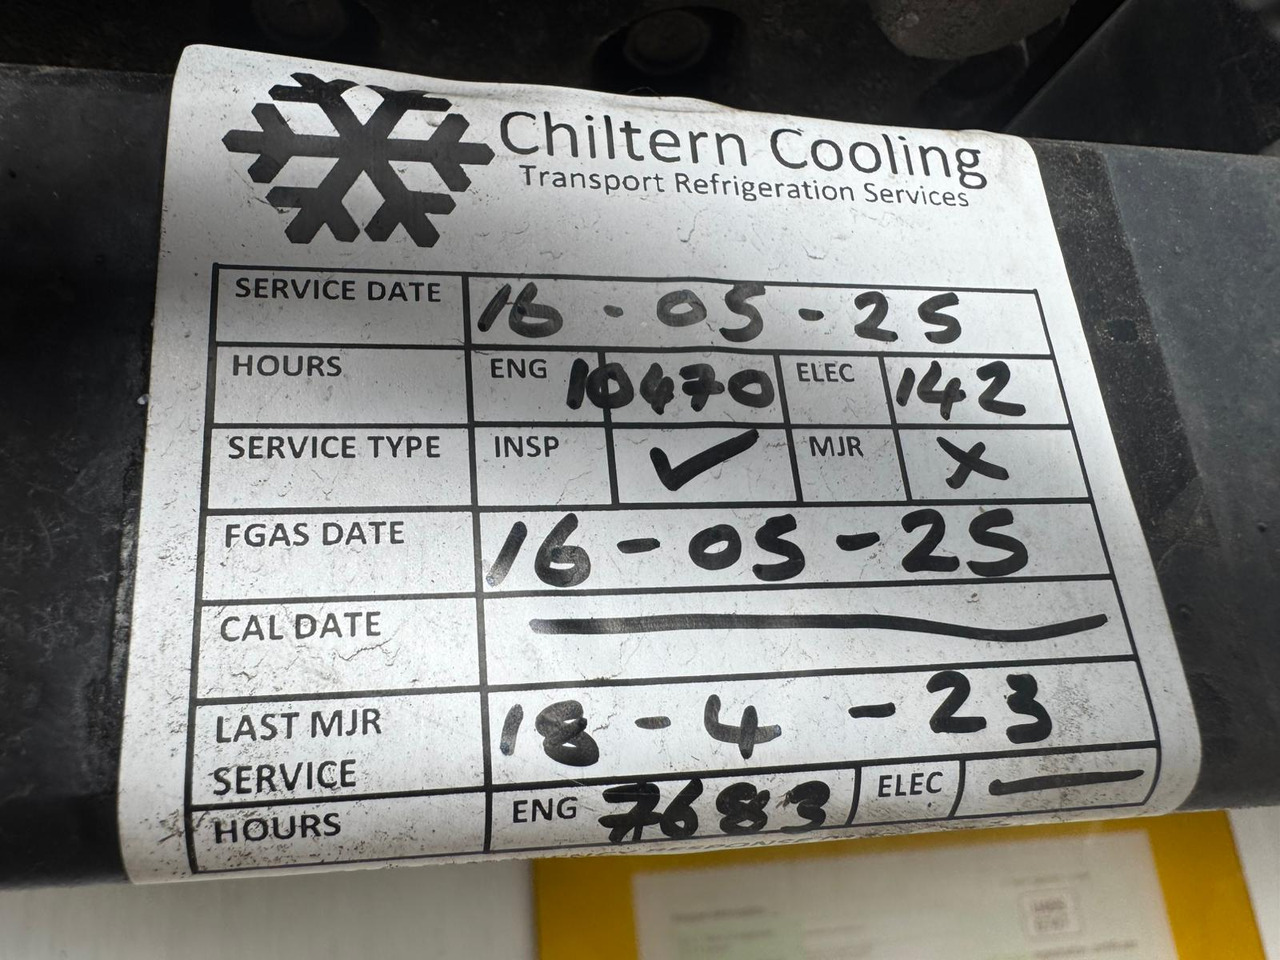 Chiltern Cooling
Transport Refrigeration Services
SERVICE DATE 16-05-25
HOURS ENG 10470 ELEC 142
SERVICE TYPE INSP ✓ MJR X
FGAS DATE 16-05-25
CAL DATE —
LAST MJR 18-4-23
SERVICE
HOURS ENG 7683 ELEC —